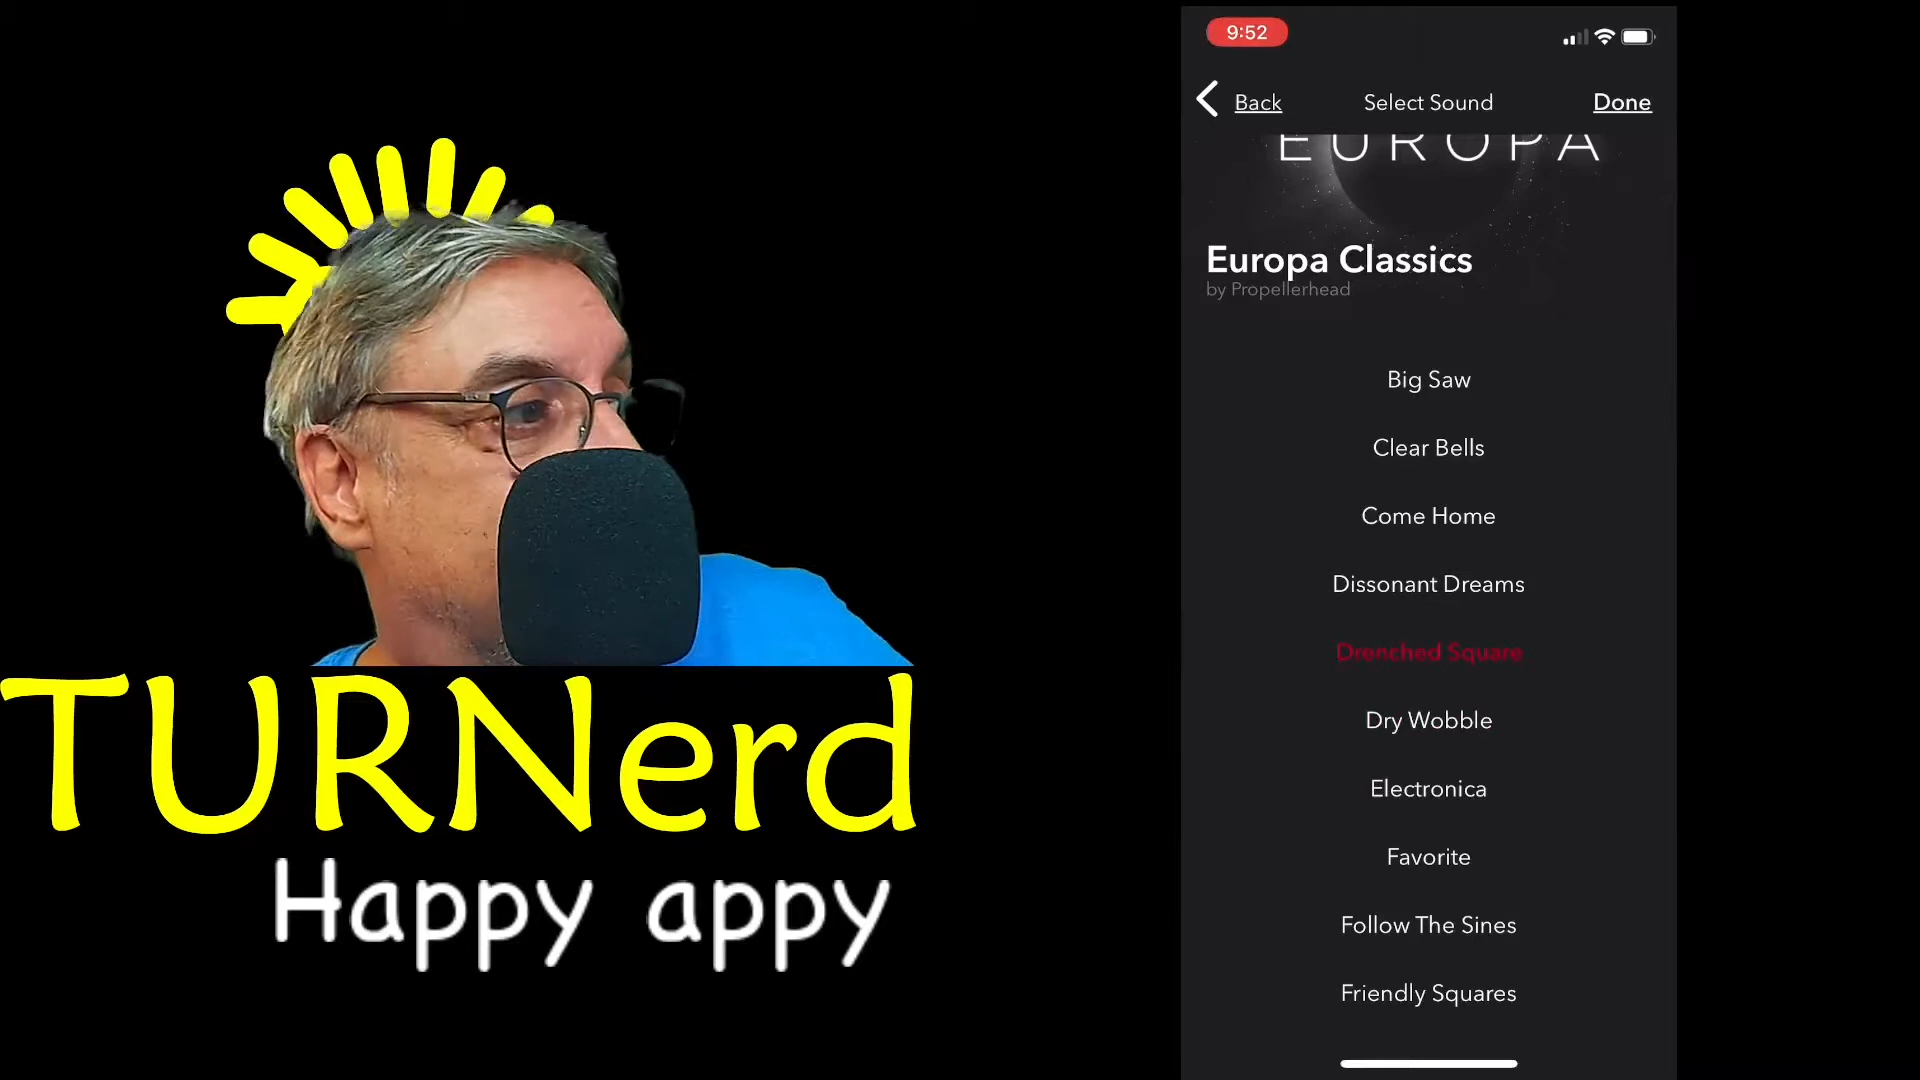 TURNerd
Happy appy
9:52
Back
Select Sound
Done
EUROPA
Europa Classics
by Propellerhead
Big Saw
Clear Bells
Come Home
Dissonant Dreams
Drenched Square
Dry Wobble
Electronica
Favorite
Follow The Sines
Friendly Squares